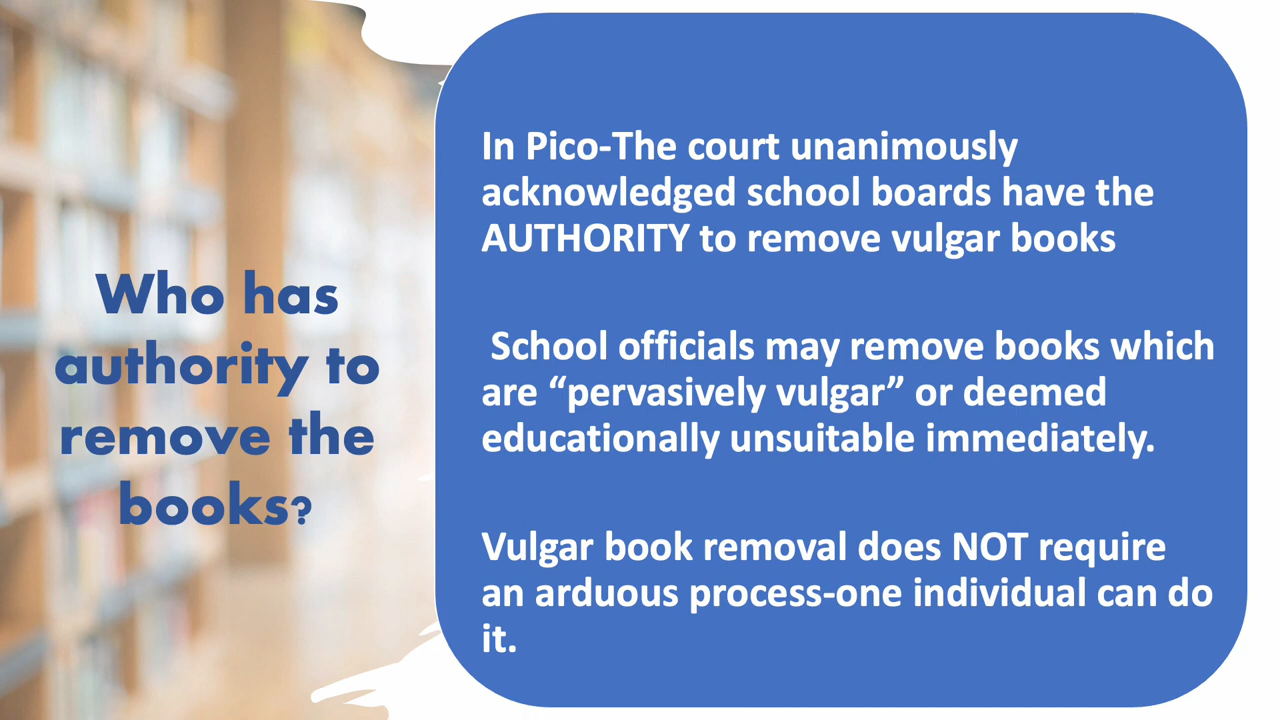 Who has
authority to
remove the
books?
In Pico-The court unanimously
acknowledged school boards have the
AUTHORITY to remove vulgar books
School officials may remove books which
are “pervasively vulgar” or deemed
educationally unsuitable immediately.
Vulgar book removal does NOT require
an arduous process-one individual can do
it.